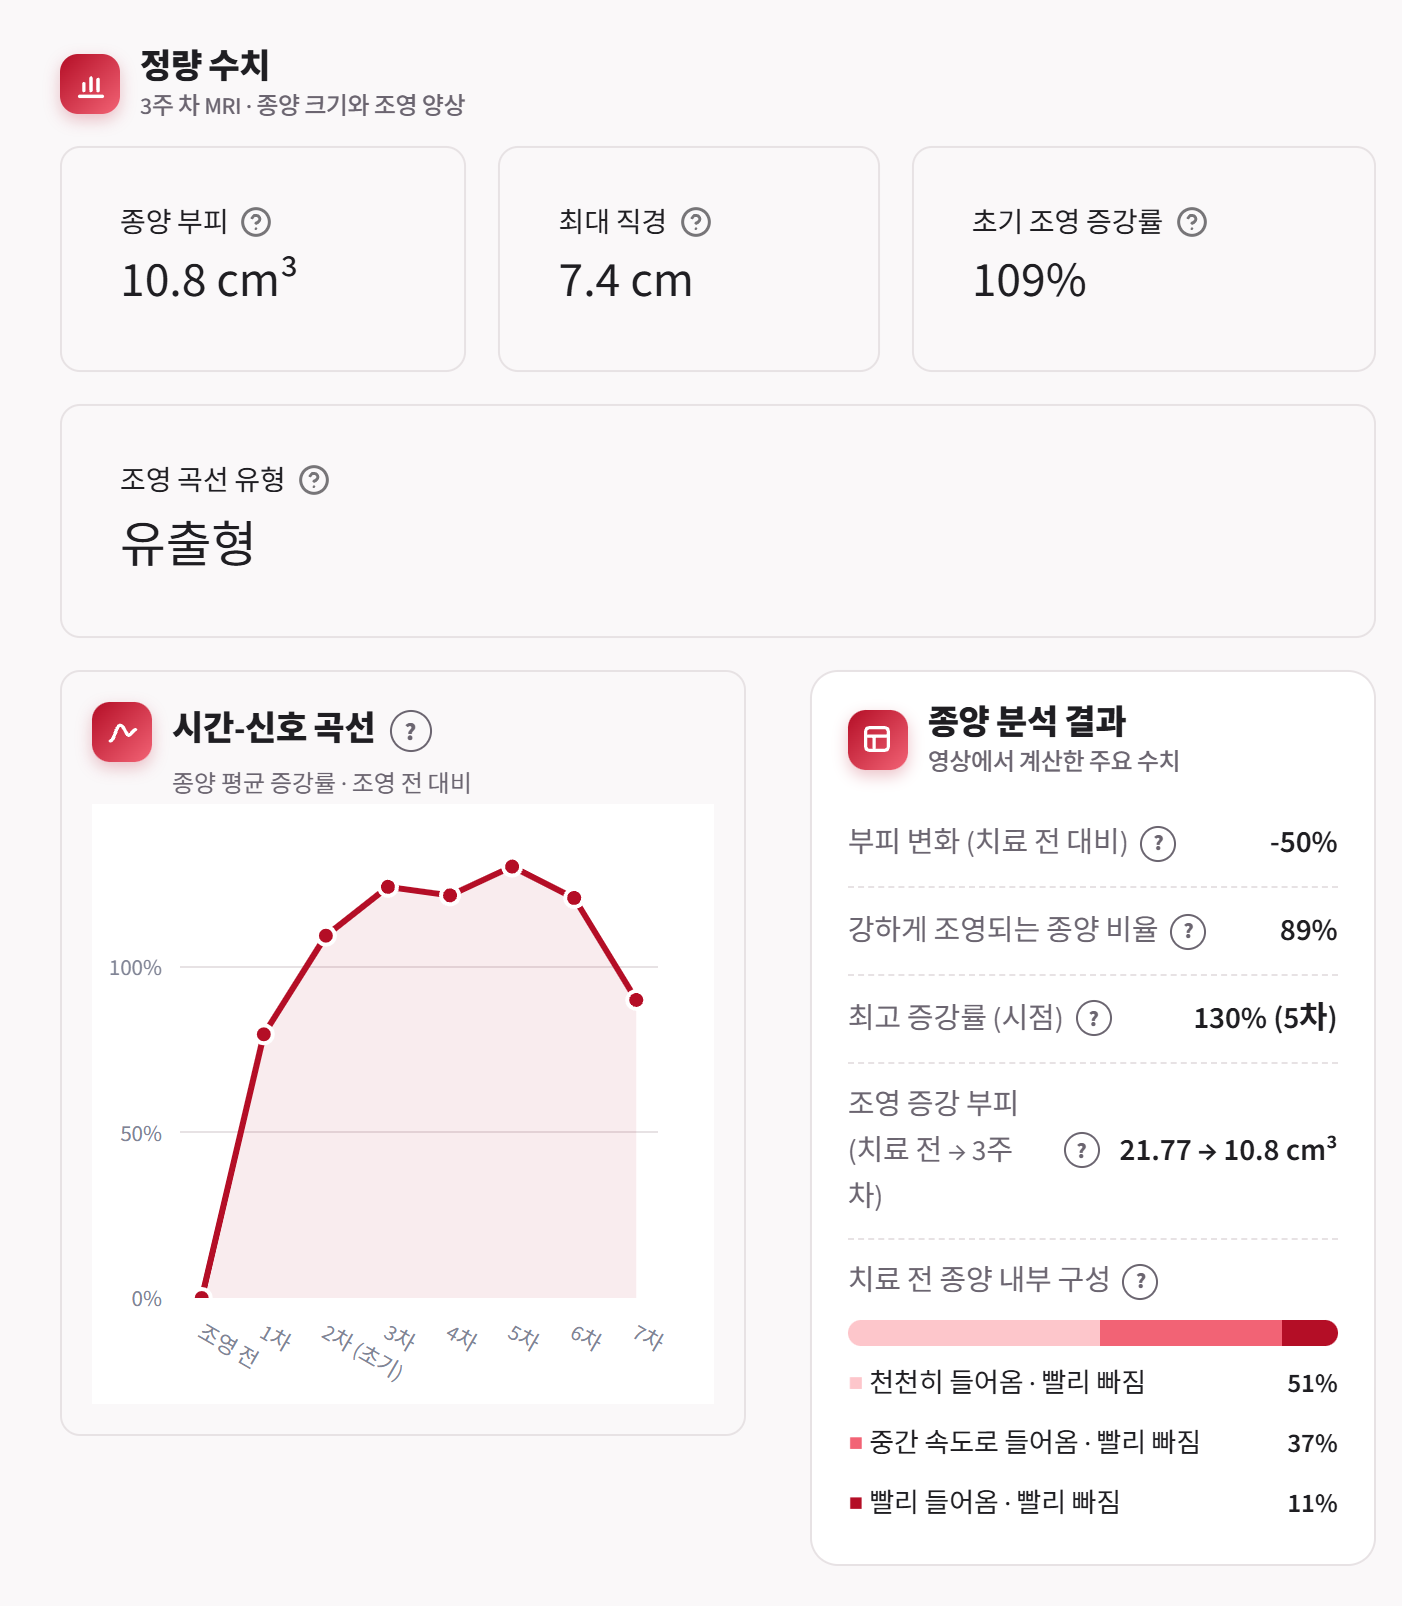 정량 수치
3주 차 MRI · 종양 크기와 조영 양상
종양 부피 ?
10.8 cm³
최대 직경 ?
7.4 cm
초기 조영 증강률 ?
109%
조영 곡선 유형 ?
유출형
시간-신호 곡선 ?
종양 평균 증강률 · 조영 전 대비
100%
50%
0%
조영 전
1차
2차 (초기)
3차
4차
5차
6차
7차
종양 분석 결과
영상에서 계산한 주요 수치
부피 변화 (치료 전 대비) ? -50%
강하게 조영되는 종양 비율 ? 89%
최고 증강률 (시점) ? 130% (5차)
조영 증강 부피
(치료 전 → 3주 ? 21.77 → 10.8 cm³
차)
치료 전 종양 내부 구성 ?
천천히 들어옴 · 빨리 빠짐 51%
중간 속도로 들어옴 · 빨리 빠짐 37%
빨리 들어옴 · 빨리 빠짐 11%